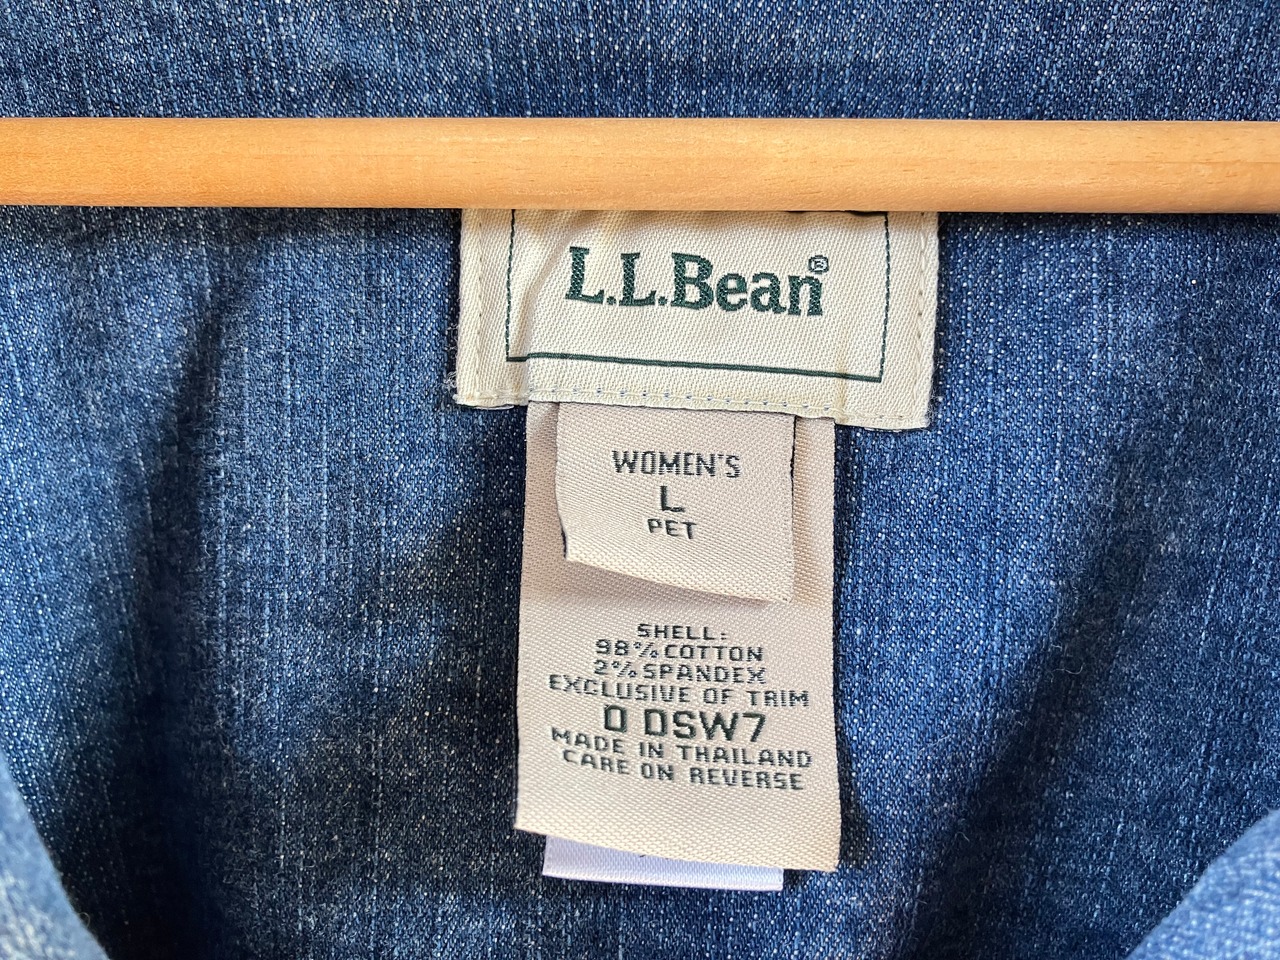 L.L.Bean®
WOMEN'S
L
PET
SHELL:
98% COTTON
2% SPANDEX
EXCLUSIVE OF TRIM
0 DSW7
MADE IN THAILAND
CARE ON REVERSE